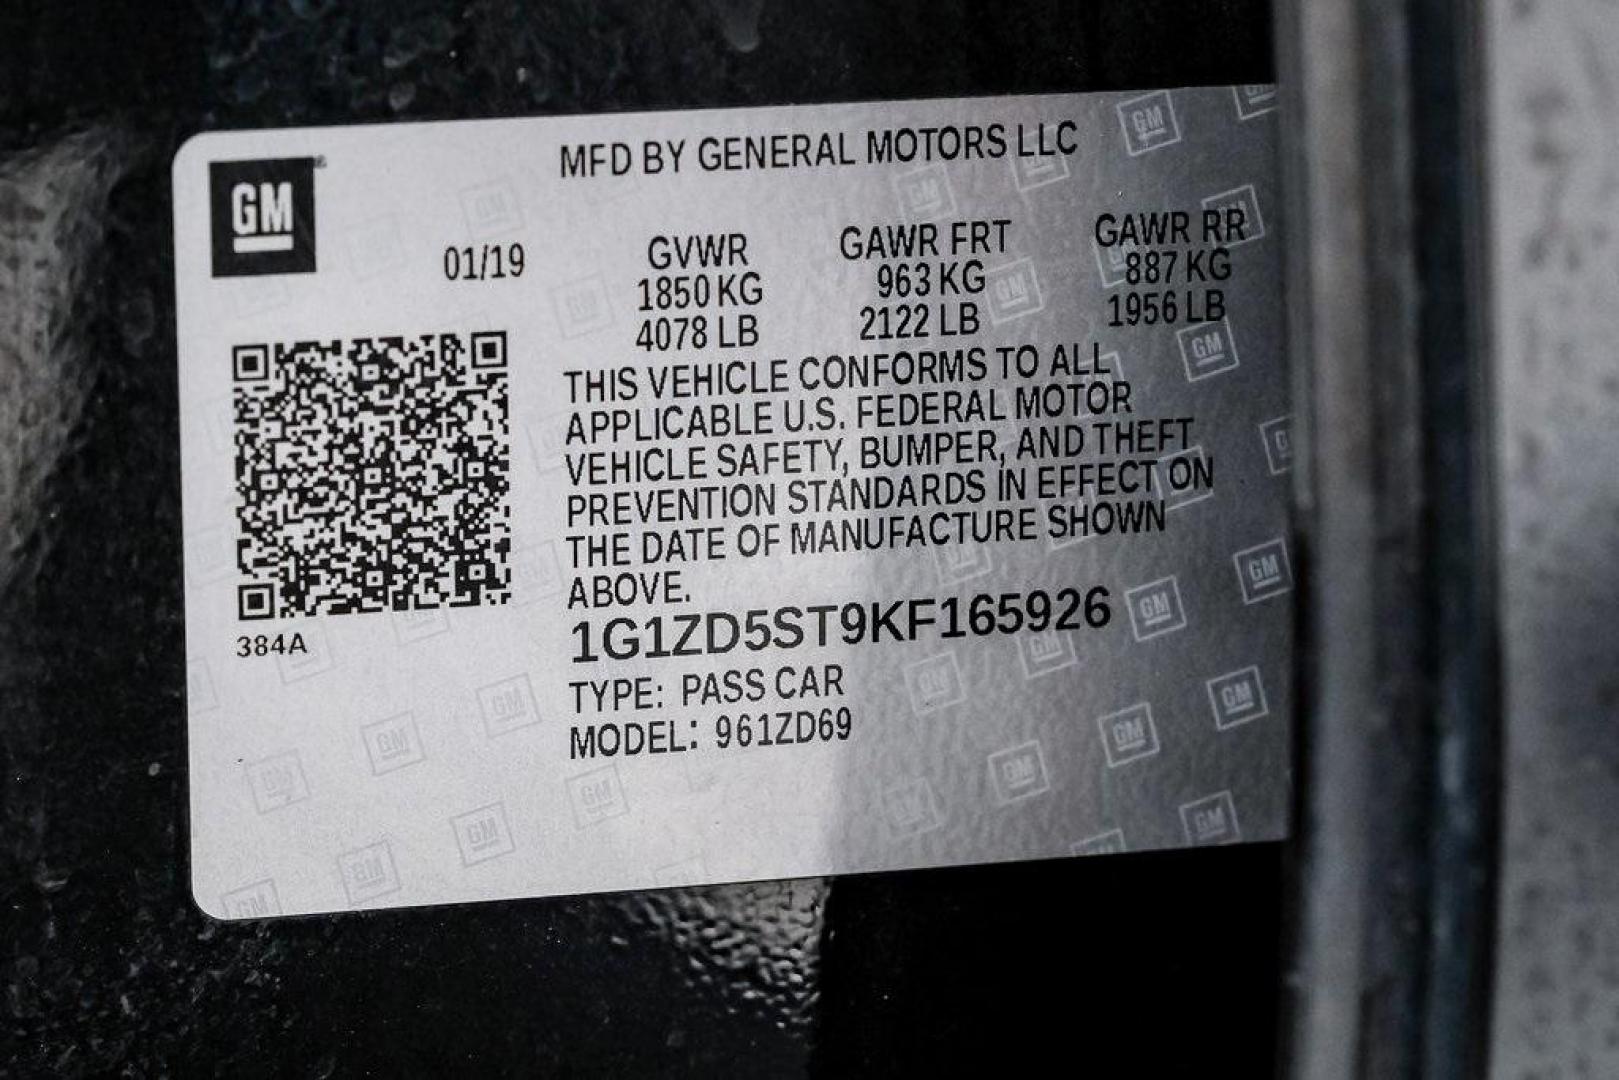 GM
MFD BY GENERAL MOTORS LLC
01/19
GVWR GAWR FRT GAWR RR
1850 KG 963 KG 887 KG
4078 LB 2122 LB 1956 LB
THIS VEHICLE CONFORMS TO ALL
APPLICABLE U.S. FEDERAL MOTOR
VEHICLE SAFETY, BUMPER, AND THEFT
PREVENTION STANDARDS IN EFFECT ON
THE DATE OF MANUFACTURE SHOWN
ABOVE.
384A
1G1ZD5ST9KF165926
TYPE: PASS CAR
MODEL: 961ZD69